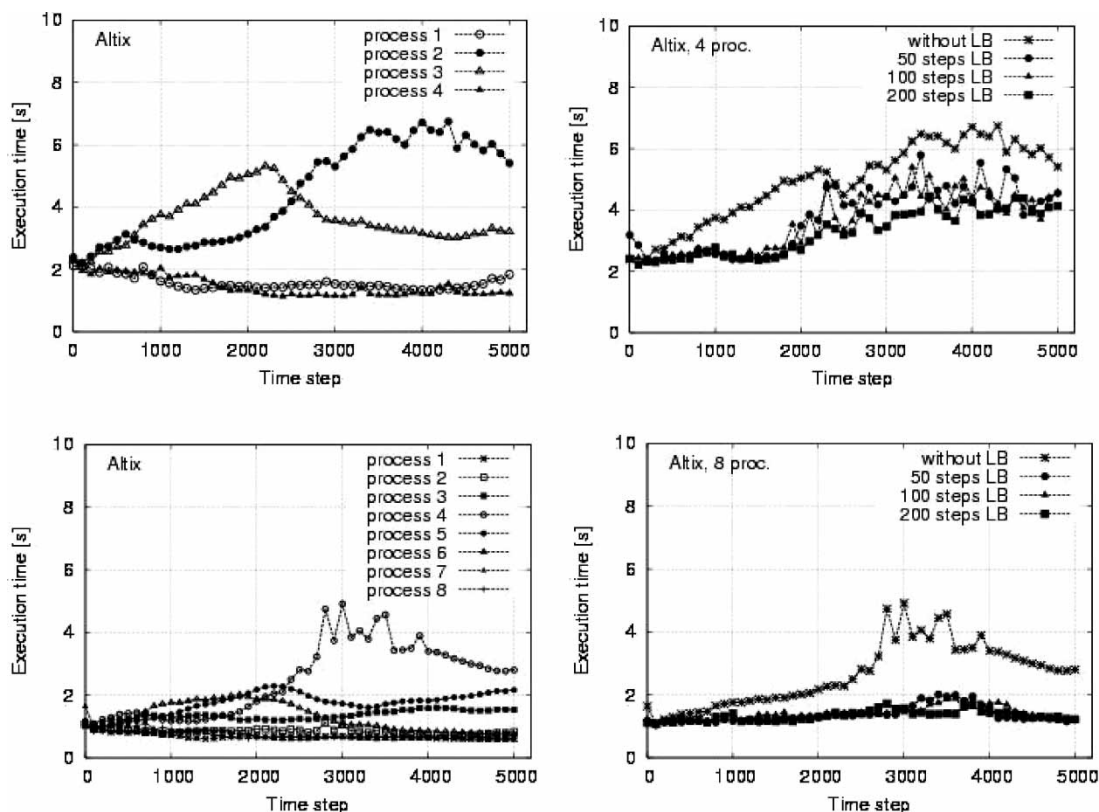 Altix
process 1
process 2
process 3
process 4
10
8
6
4
2
0
Execution time [s]
0 1000 2000 3000 4000 5000
Time step
Altix, 4 proc.
without LB
50 steps LB
100 steps LB
200 steps LB
10
8
6
4
2
0
Execution time [s]
0 1000 2000 3000 4000 5000
Time step
Altix
process 1
process 2
process 3
process 4
process 5
process 6
process 7
process 8
10
8
6
4
2
0
Execution time [s]
0 1000 2000 3000 4000 5000
Time step
Altix, 8 proc.
without LB
50 steps LB
100 steps LB
200 steps LB
10
8
6
4
2
0
Execution time [s]
0 1000 2000 3000 4000 5000
Time step